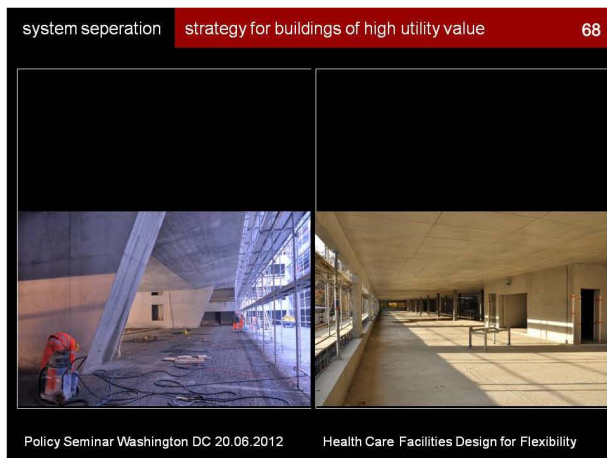 system seperation
strategy for buildings of high utility value
68
Policy Seminar Washington DC 20.06.2012
Health Care Facilities Design for Flexibility